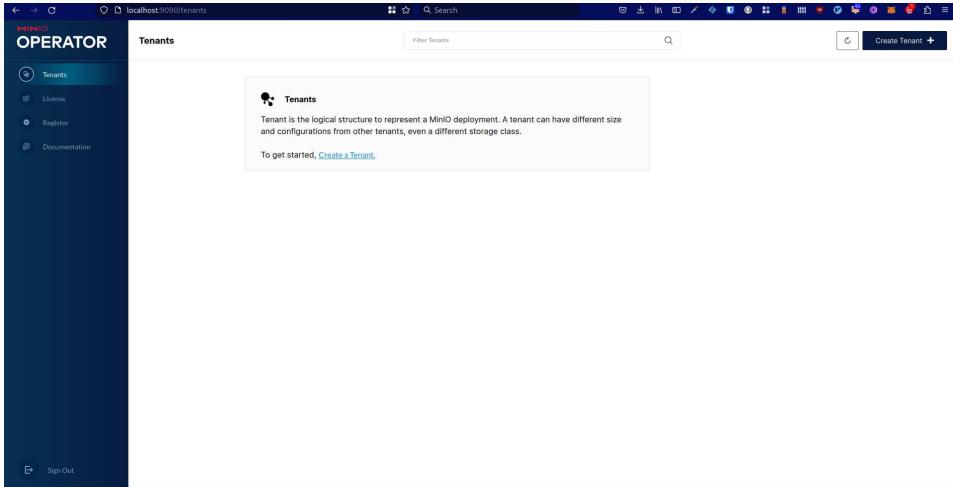 localhost:9090/tenants
Search
MINIO
OPERATOR
Tenants
License
Register
Documentation
Sign Out
Tenants
Filter Tenants
Create Tenant +
Tenants
Tenant is the logical structure to represent a MinIO deployment. A tenant can have different size
and configurations from other tenants, even a different storage class.
To get started, Create a Tenant.